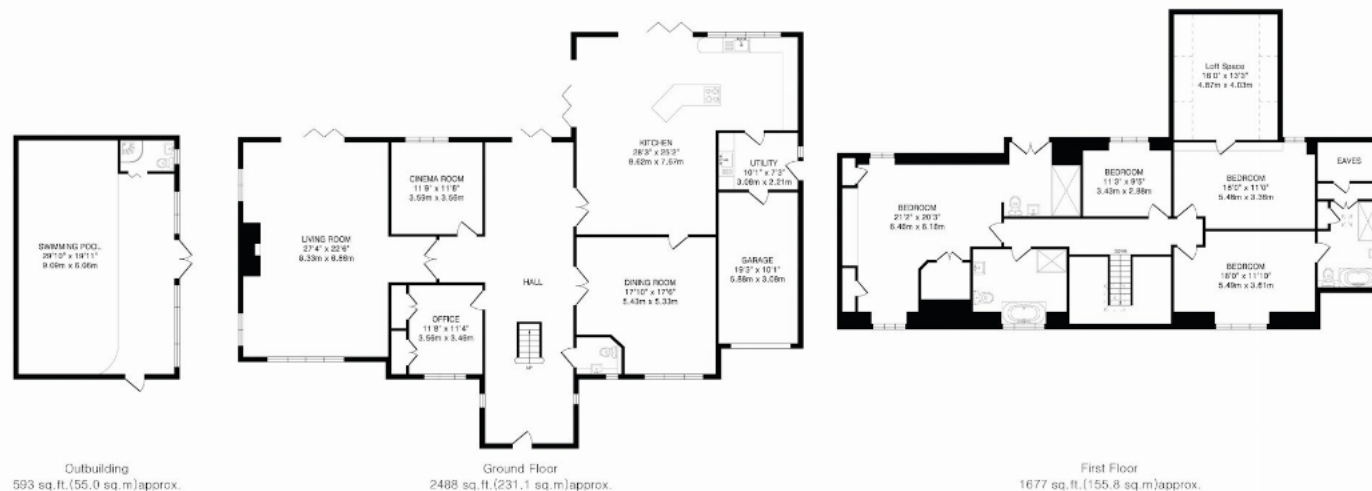 SWIMMING POOL
29'10" x 19'11"
9.09m x 6.06m
Outbuilding
593 sq.ft.(55.0 sq.m)approx.
LIVING ROOM
27'4" x 22'6"
8.33m x 6.86m
CINEMA ROOM
11'9" x 11'8"
3.59m x 3.56m
OFFICE
11'8" x 11'4"
3.56m x 3.46m
HALL
UP
KITCHEN
28'3" x 25'2"
8.62m x 7.67m
UTILITY
10'1" x 7'3"
3.08m x 2.21m
DINING ROOM
17'10" x 17'6"
5.43m x 5.33m
GARAGE
19'3" x 10'1"
5.88m x 3.08m
Ground Floor
2488 sq.ft.(231.1 sq.m)approx.
Loft Space
16'0" x 13'3"
4.87m x 4.03m
BEDROOM
21'2" x 20'3"
6.46m x 6.16m
BEDROOM
11'3" x 9'5"
3.43m x 2.88m
BEDROOM
18'0" x 11'0"
5.48m x 3.36m
BEDROOM
18'0" x 11'10"
5.49m x 3.61m
EAVES
DOWN
First Floor
1677 sq.ft.(155.8 sq.m)approx.